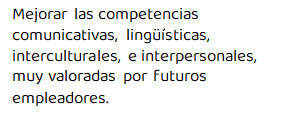 Mejorar las competencias
comunicativas, lingüísticas,
interculturales, e interpersonales,
muy valoradas por futuros
empleadores.